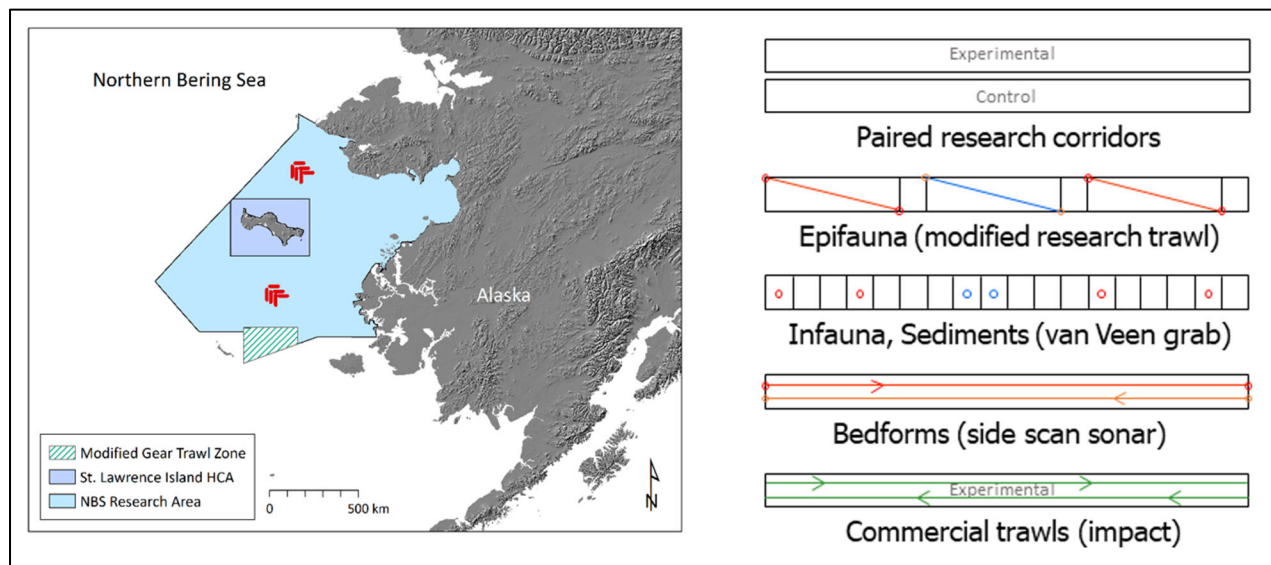 Northern Bering Sea
Alaska
Modified Gear Trawl Zone
St. Lawrence Island HCA
NBS Research Area
0 500 km
N
Experimental
Control
Paired research corridors
Epifauna (modified research trawl)
Infauna, Sediments (van Veen grab)
Bedforms (side scan sonar)
Experimental
Commercial trawls (impact)